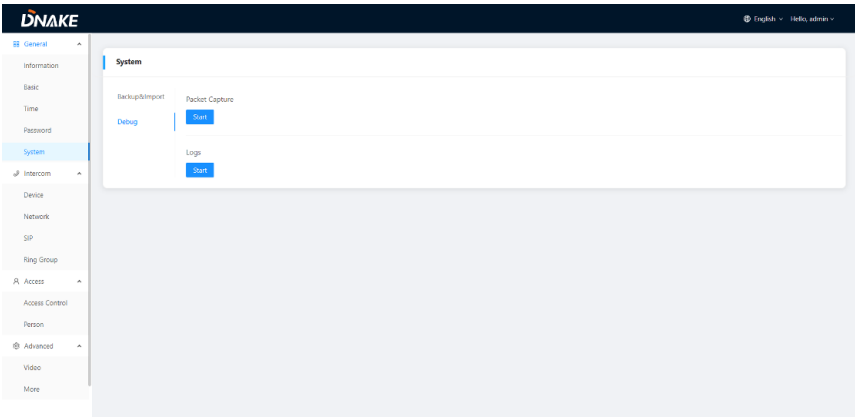 DNAKE
English
Hello, admin
General
Information
Basic
Time
Password
System
Intercom
Device
Network
SIP
Ring Group
Access
Access Control
Person
Advanced
Video
More
System
Backup&Import
Debug
Packet Capture
Start
Logs
Start